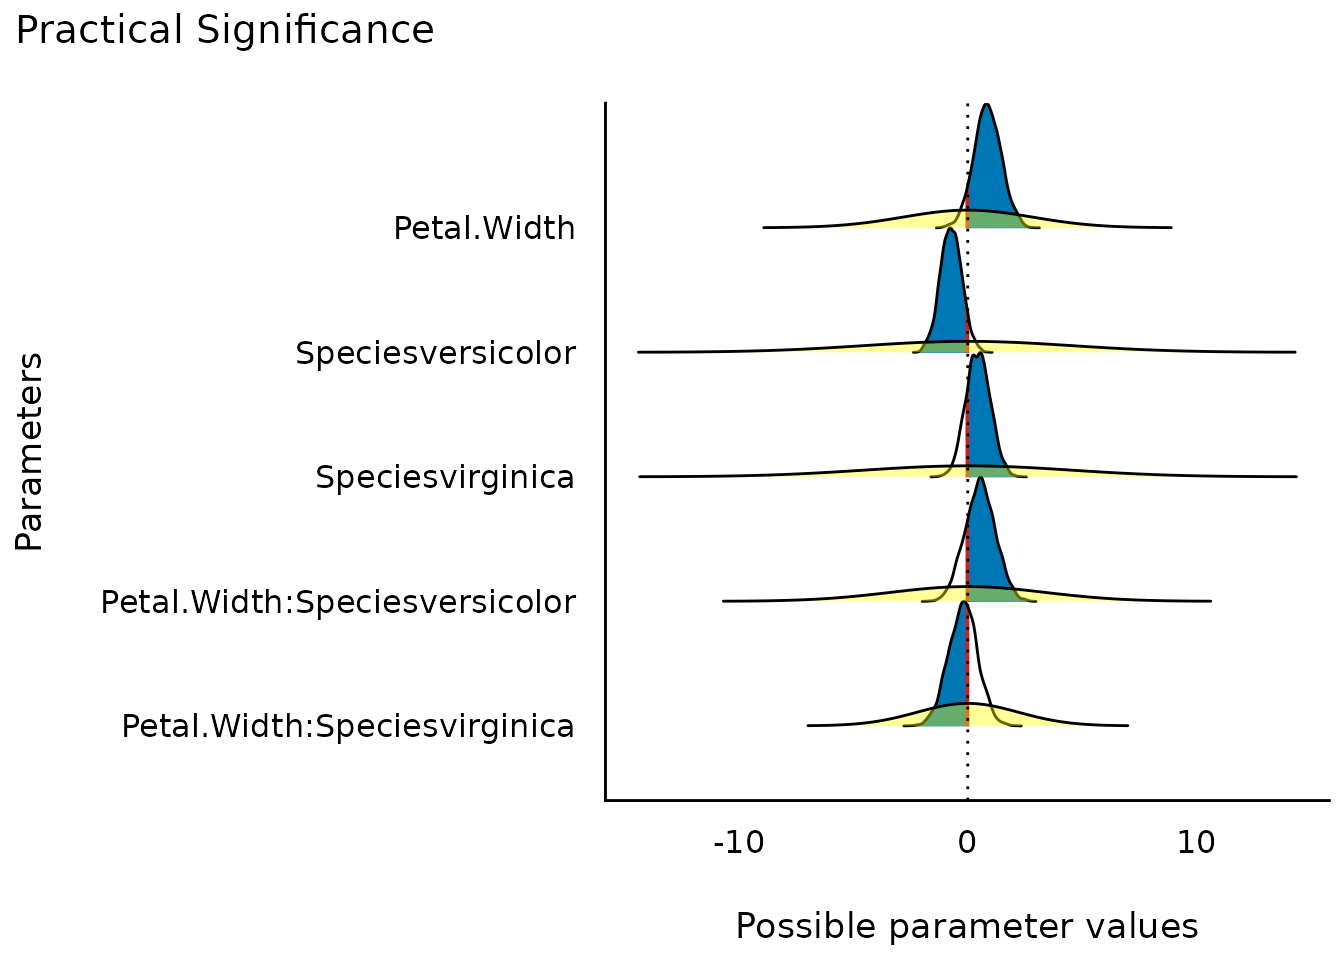 Practical Significance
Petal.Width
Speciesversicolor
Speciesvirginica
Petal.Width:Speciesversicolor
Petal.Width:Speciesvirginica
Parameters
-10 0 10
Possible parameter values